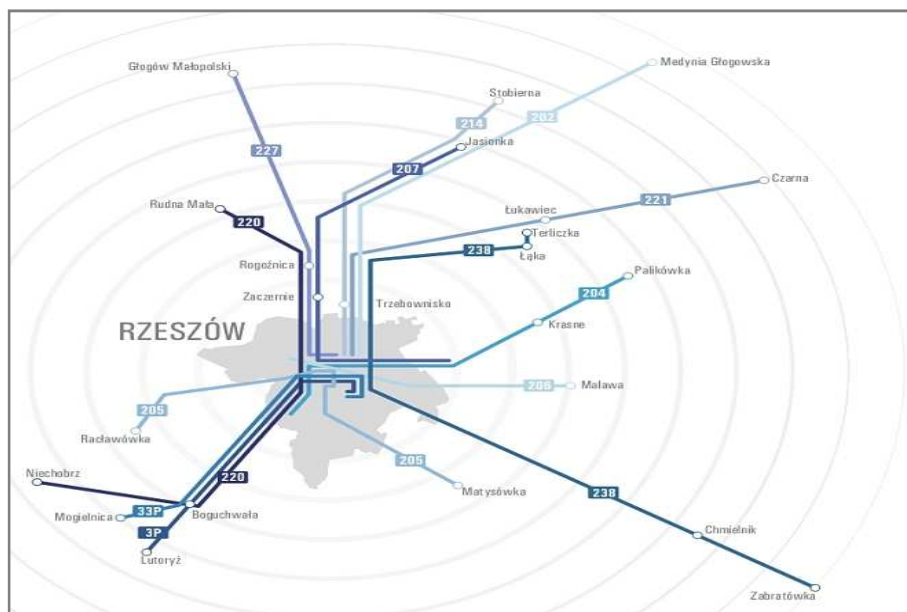 Głogów Małopolski
Medynia Głogowska
Stobierna
214
202
227
Jasionka
207
Czarna
Rudna Mała
221
Łukawiec
220
Terliczka
238
Łąka
Rogoźnica
Palikówka
204
Zaczernie
Trzebownisko
Krasne
RZESZÓW
206
Malawa
205
Racławówka
205
Niechobrz
220
Matysówka
238
33P
Boguchwała
Mogielnica
3P
Chmielnik
Lutoryż
Zabratówka